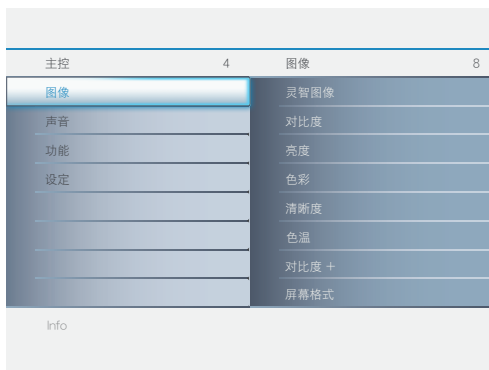 主控 4 图像 8
图像 灵智图像
声音 对比度
功能 亮度
设定 色彩
清晰度
色温
对比度 +
屏幕格式
Info